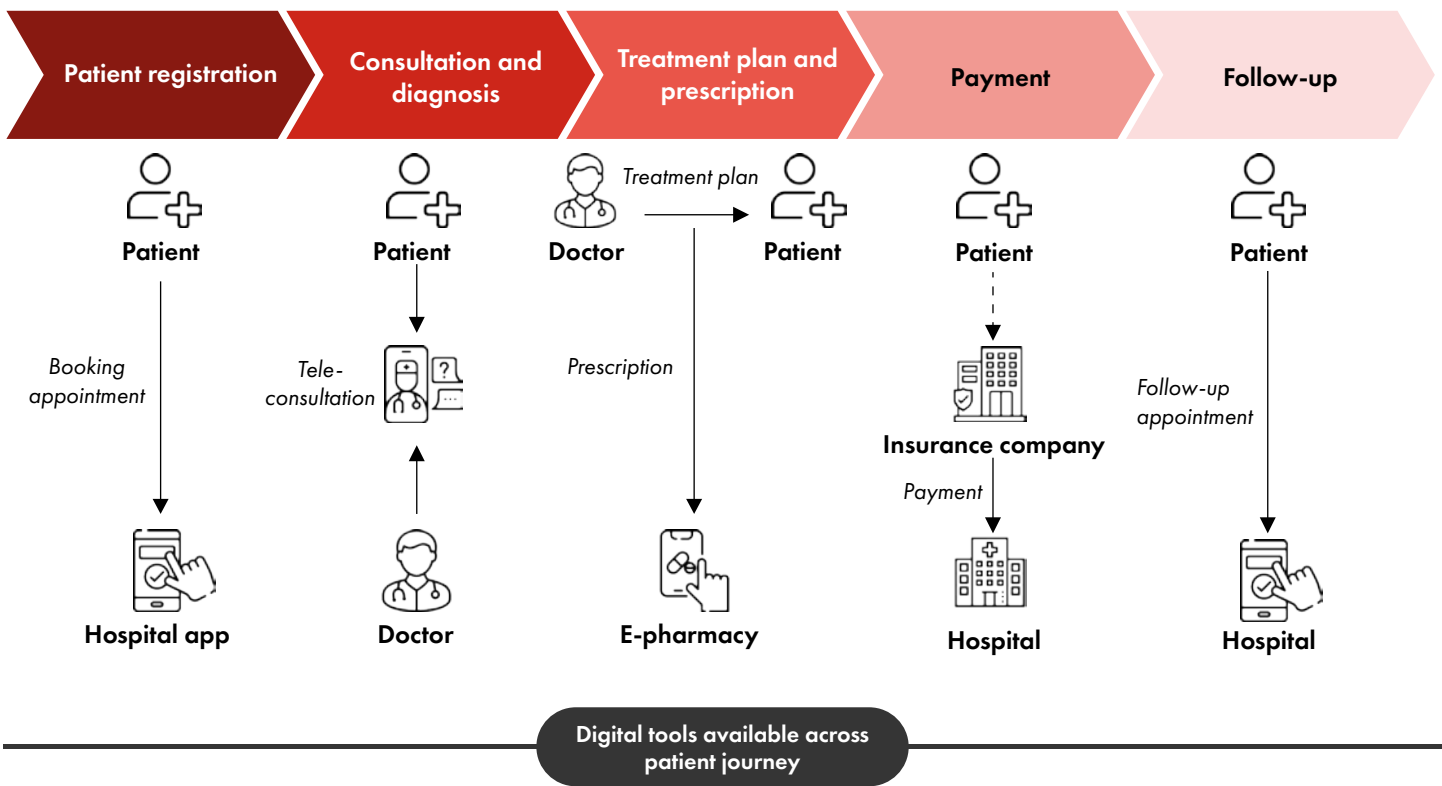 Patient registration
Consultation and
diagnosis
Treatment plan and
prescription
Payment
Follow-up
Patient
Booking
appointment
Hospital app
Patient
Tele-
consultation
?
...
Doctor
Doctor
Treatment plan
Patient
Prescription
E-pharmacy
Patient
Insurance company
Payment
Hospital
Patient
Follow-up
appointment
Hospital
Digital tools available across
patient journey